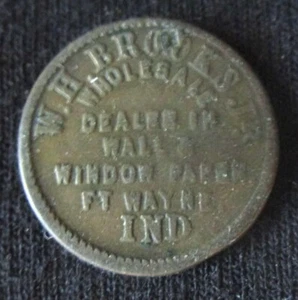 W.H. BROOKS, JR
WHOLESALE
DEALER IN
WALL &
WINDOW PAPER
FT WAYNE
IND